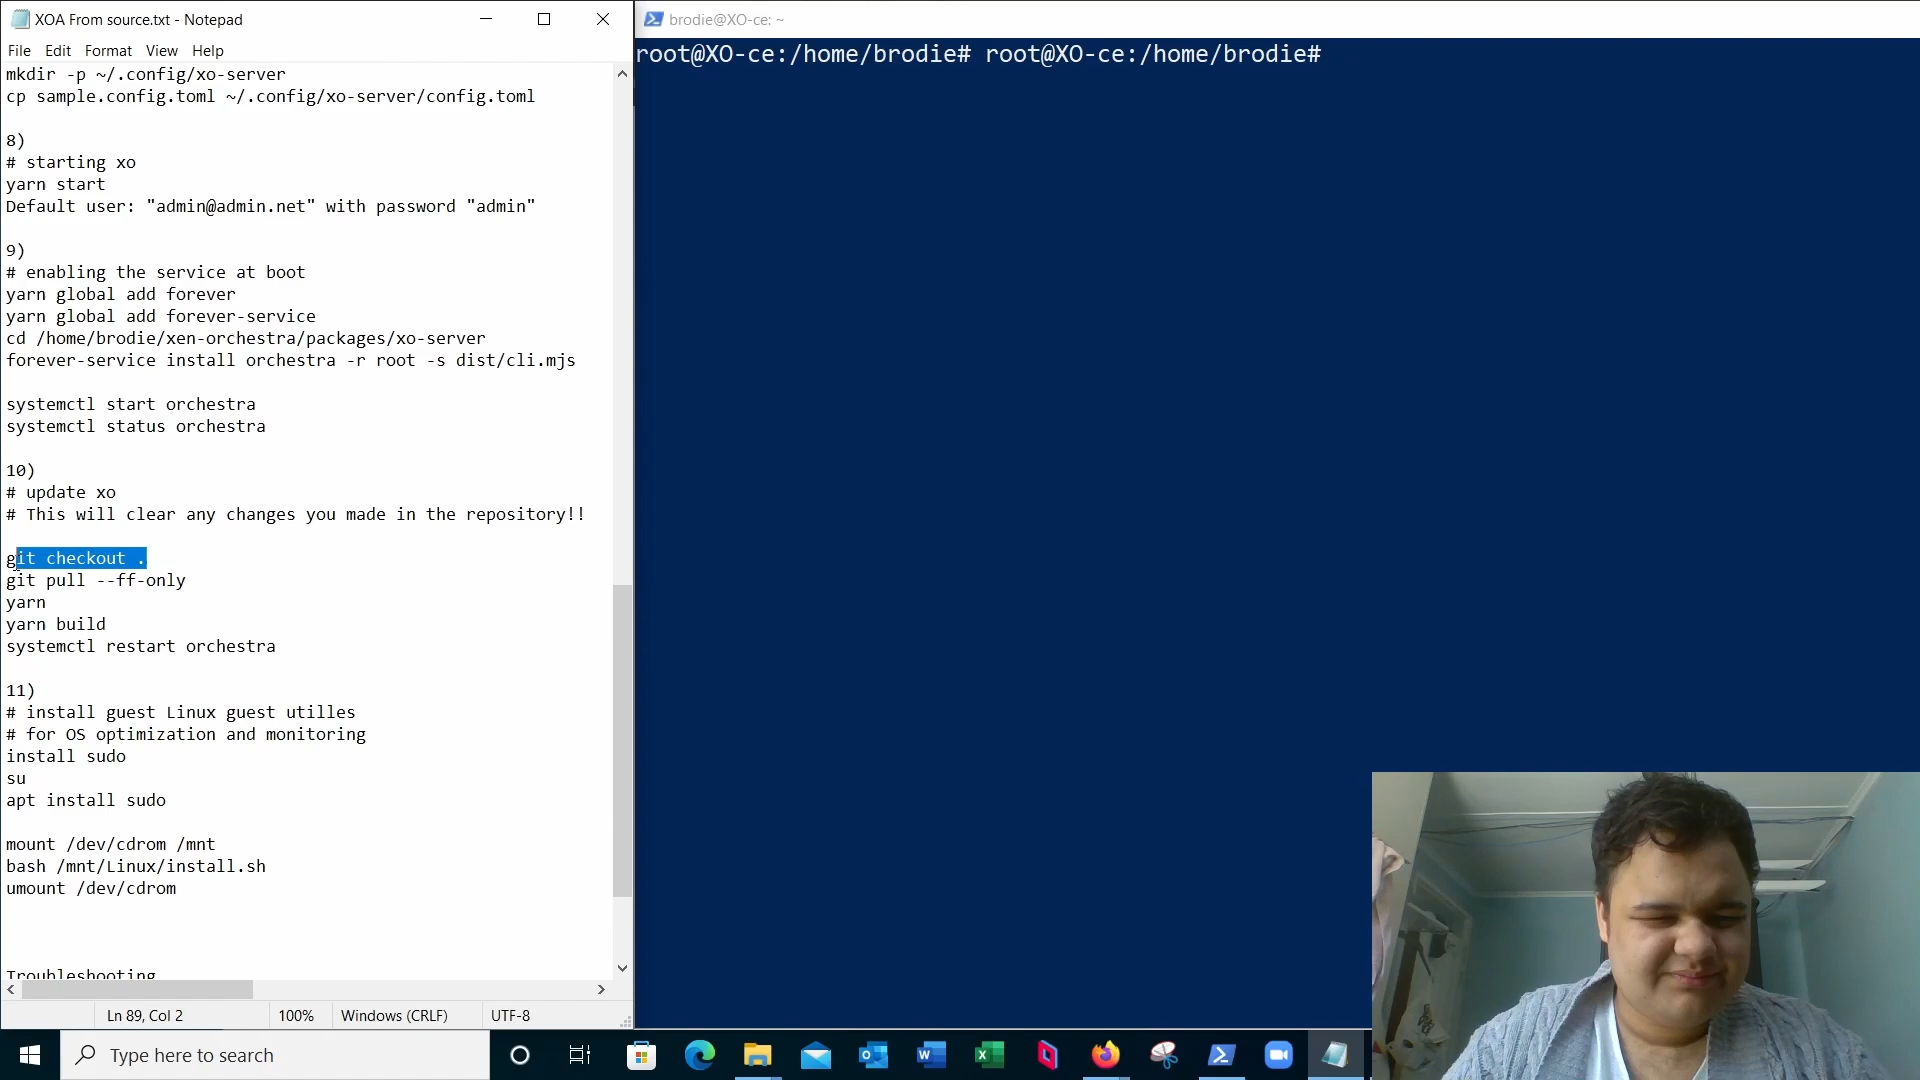 XOA From source.txt - Notepad
File Edit Format View Help
mkdir -p ~/.config/xo-server
cp sample.config.toml ~/.config/xo-server/config.toml
8)
# starting xo
yarn start
Default user: "admin@admin.net" with password "admin"
9)
# enabling the service at boot
yarn global add forever
yarn global add forever-service
cd /home/brodie/xen-orchestra/packages/xo-server
forever-service install orchestra -r root -s dist/cli.mjs
systemctl start orchestra
systemctl status orchestra
10)
# update xo
# This will clear any changes you made in the repository!!
git checkout .
git pull --ff-only
yarn
yarn build
systemctl restart orchestra
11)
# install guest Linux guest utilles
# for OS optimization and monitoring
install sudo
su
apt install sudo
mount /dev/cdrom /mnt
bash /mnt/Linux/install.sh
umount /dev/cdrom
Troubleshooting
Ln 89, Col 2 100% Windows (CRLF) UTF-8
brodie@XO-ce: ~
root@XO-ce:/home/brodie# root@XO-ce:/home/brodie#
Type here to search